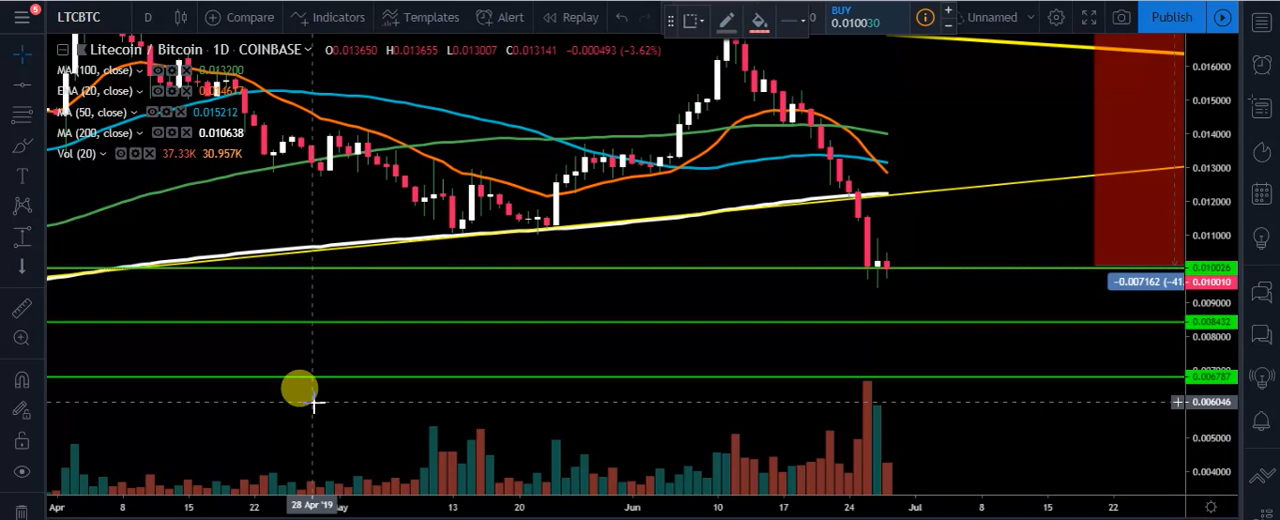 5
LTCBTC D Compare Indicators Templates Alert Replay 0 BUY 0.010030 Unnamed Publish
Litecoin / Bitcoin · 1D · COINBASE O0.013650 H0.013655 L0.013007 C0.013141 -0.000493 (-3.62%)
MA (100, close) 0.013200
EMA (20, close)
MA (50, close) 0.015212
MA (200, close) 0.010638
Vol (20) 37.33K 30.957K
0.016000
0.015000
0.014000
0.013000
0.012000
0.011000
0.010026
-0.007162 (-41. 0.010010
0.009000
0.008432
0.008000
0.006787
0.006046
0.005000
0.004000
Apr 8 15 22 28 Apr '19 ay 13 20 Jun 10 17 24 Jul 8 15 22